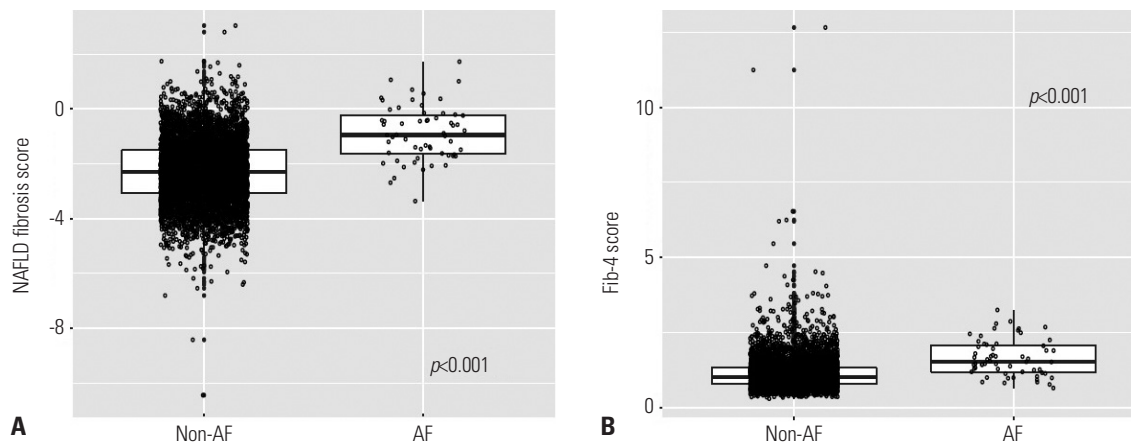 NAFLD fibrosis score
0
-4
-8
p<0.001
A
Non-AF
AF
Fib-4 score
10
5
0
p<0.001
B
Non-AF
AF